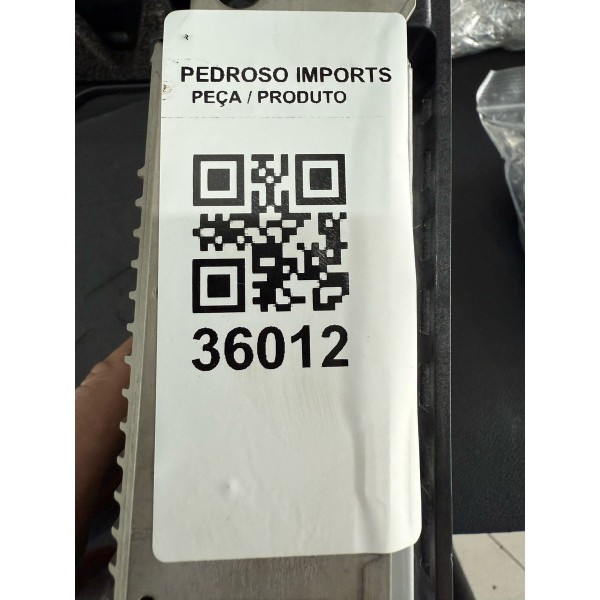 PEDROSO IMPORTS
PEÇA / PRODUTO
36012